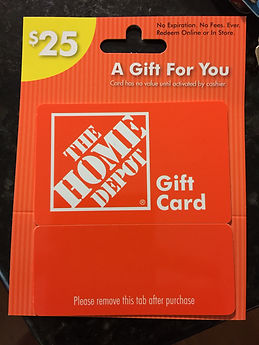 $25
No Expiration. No Fees. Ever.
Redeem Online or In Store.
A Gift For You
Card has no value until activated by cashier.
THE
HOME
DEPOT
®
Gift
Card
Please remove this tab after purchase